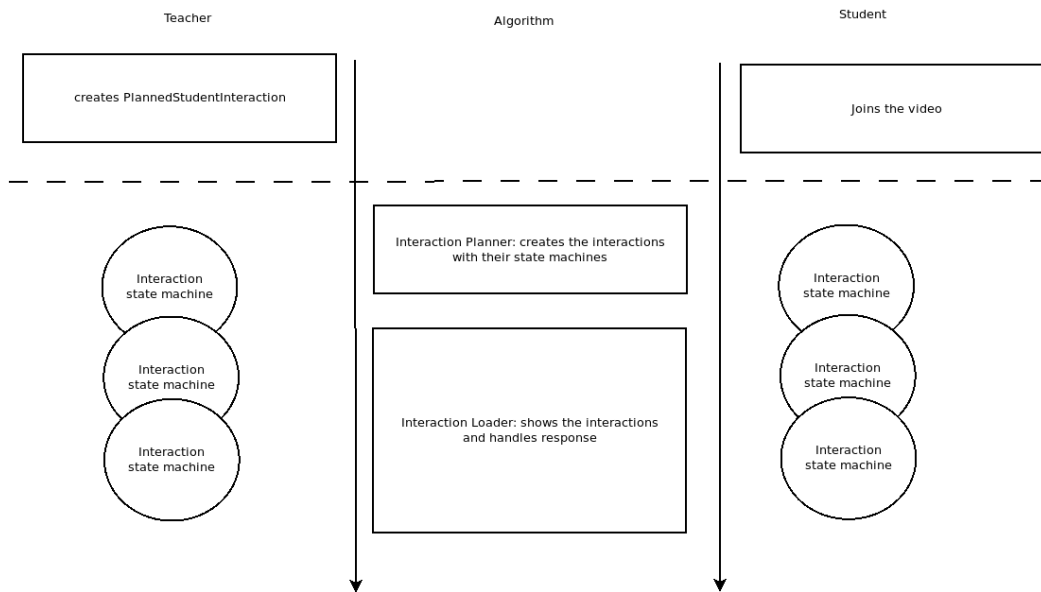 Teacher
Algorithm
Student
creates PlannedStudentInteraction
Joins the video
Interaction Planner: creates the interactions
with their state machines
Interaction
state machine
Interaction
state machine
Interaction
state machine
Interaction Loader: shows the interactions
and handles response
Interaction
state machine
Interaction
state machine
Interaction
state machine